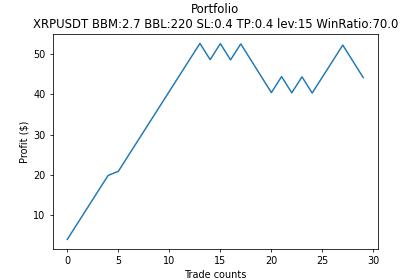 Portfolio
XRPUSDT BBM:2.7 BBL:220 SL:0.4 TP:0.4 lev:15 WinRatio:70.0
Profit ($)
50
40
30
20
10
0 5 10 15 20 25 30
Trade counts